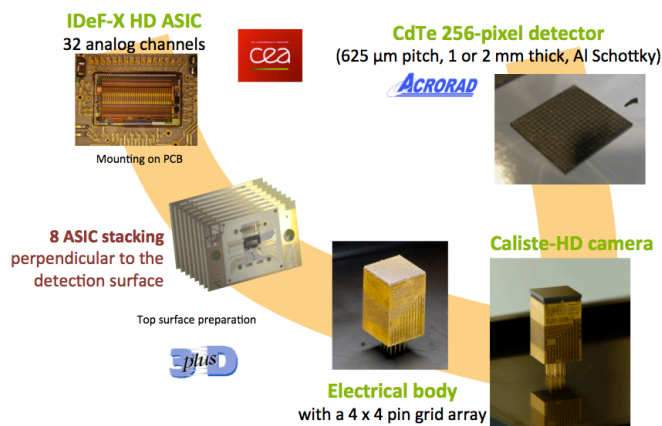 IDeF-X HD ASIC
32 analog channels
cea
Mounting on PCB
CdTe 256-pixel detector
(625 µm pitch, 1 or 2 mm thick, Al Schottky)
ACRORAD
8 ASIC stacking
perpendicular to the
detection surface
Top surface preparation
3 plus D
Electrical body
with a 4 x 4 pin grid array
Caliste-HD camera